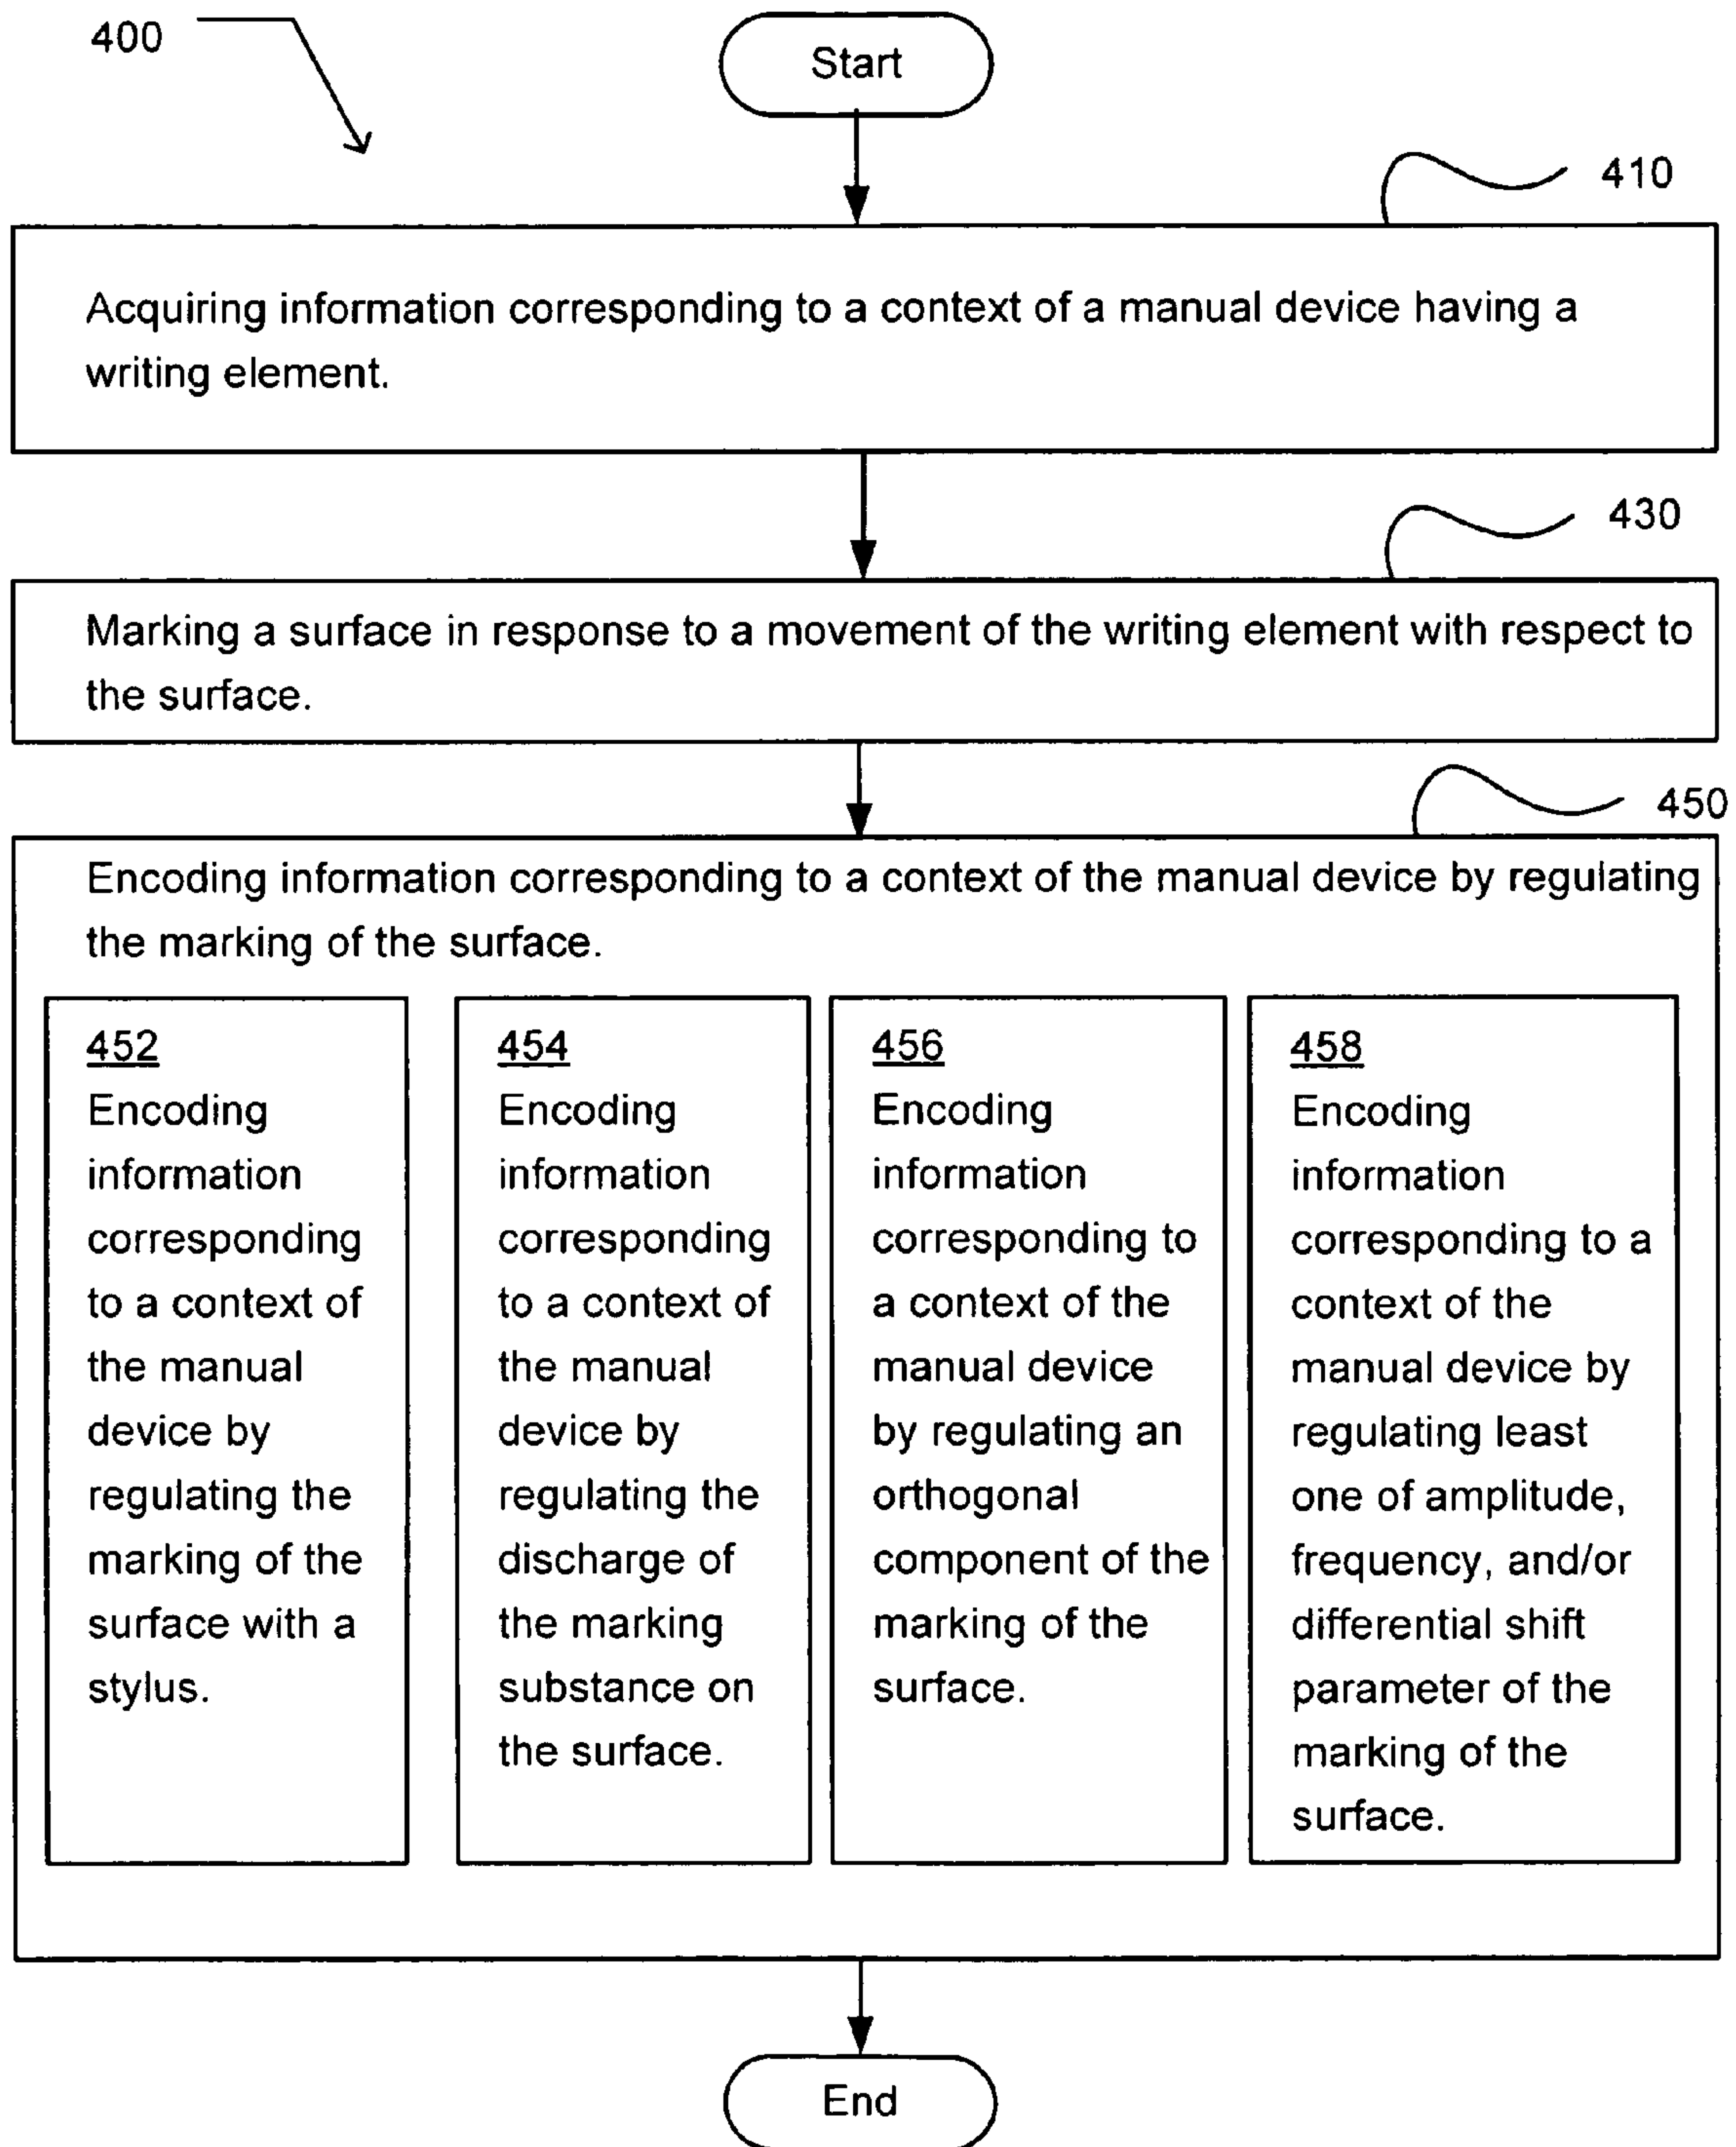 400
Start
410
Acquiring information corresponding to a context of a manual device having a
writing element.
430
Marking a surface in response to a movement of the writing element with respect to
the surface.
450
Encoding information corresponding to a context of the manual device by regulating
the marking of the surface.
452
Encoding
information
corresponding
to a context of
the manual
device by
regulating the
marking of the
surface with a
stylus.
454
Encoding
information
corresponding
to a context of
the manual
device by
regulating the
discharge of
the marking
substance on
the surface.
456
Encoding
information
corresponding to
a context of the
manual device
by regulating an
orthogonal
component of the
marking of the
surface.
458
Encoding
information
corresponding to a
context of the
manual device by
regulating least
one of amplitude,
frequency, and/or
differential shift
parameter of the
marking of the
surface.
End